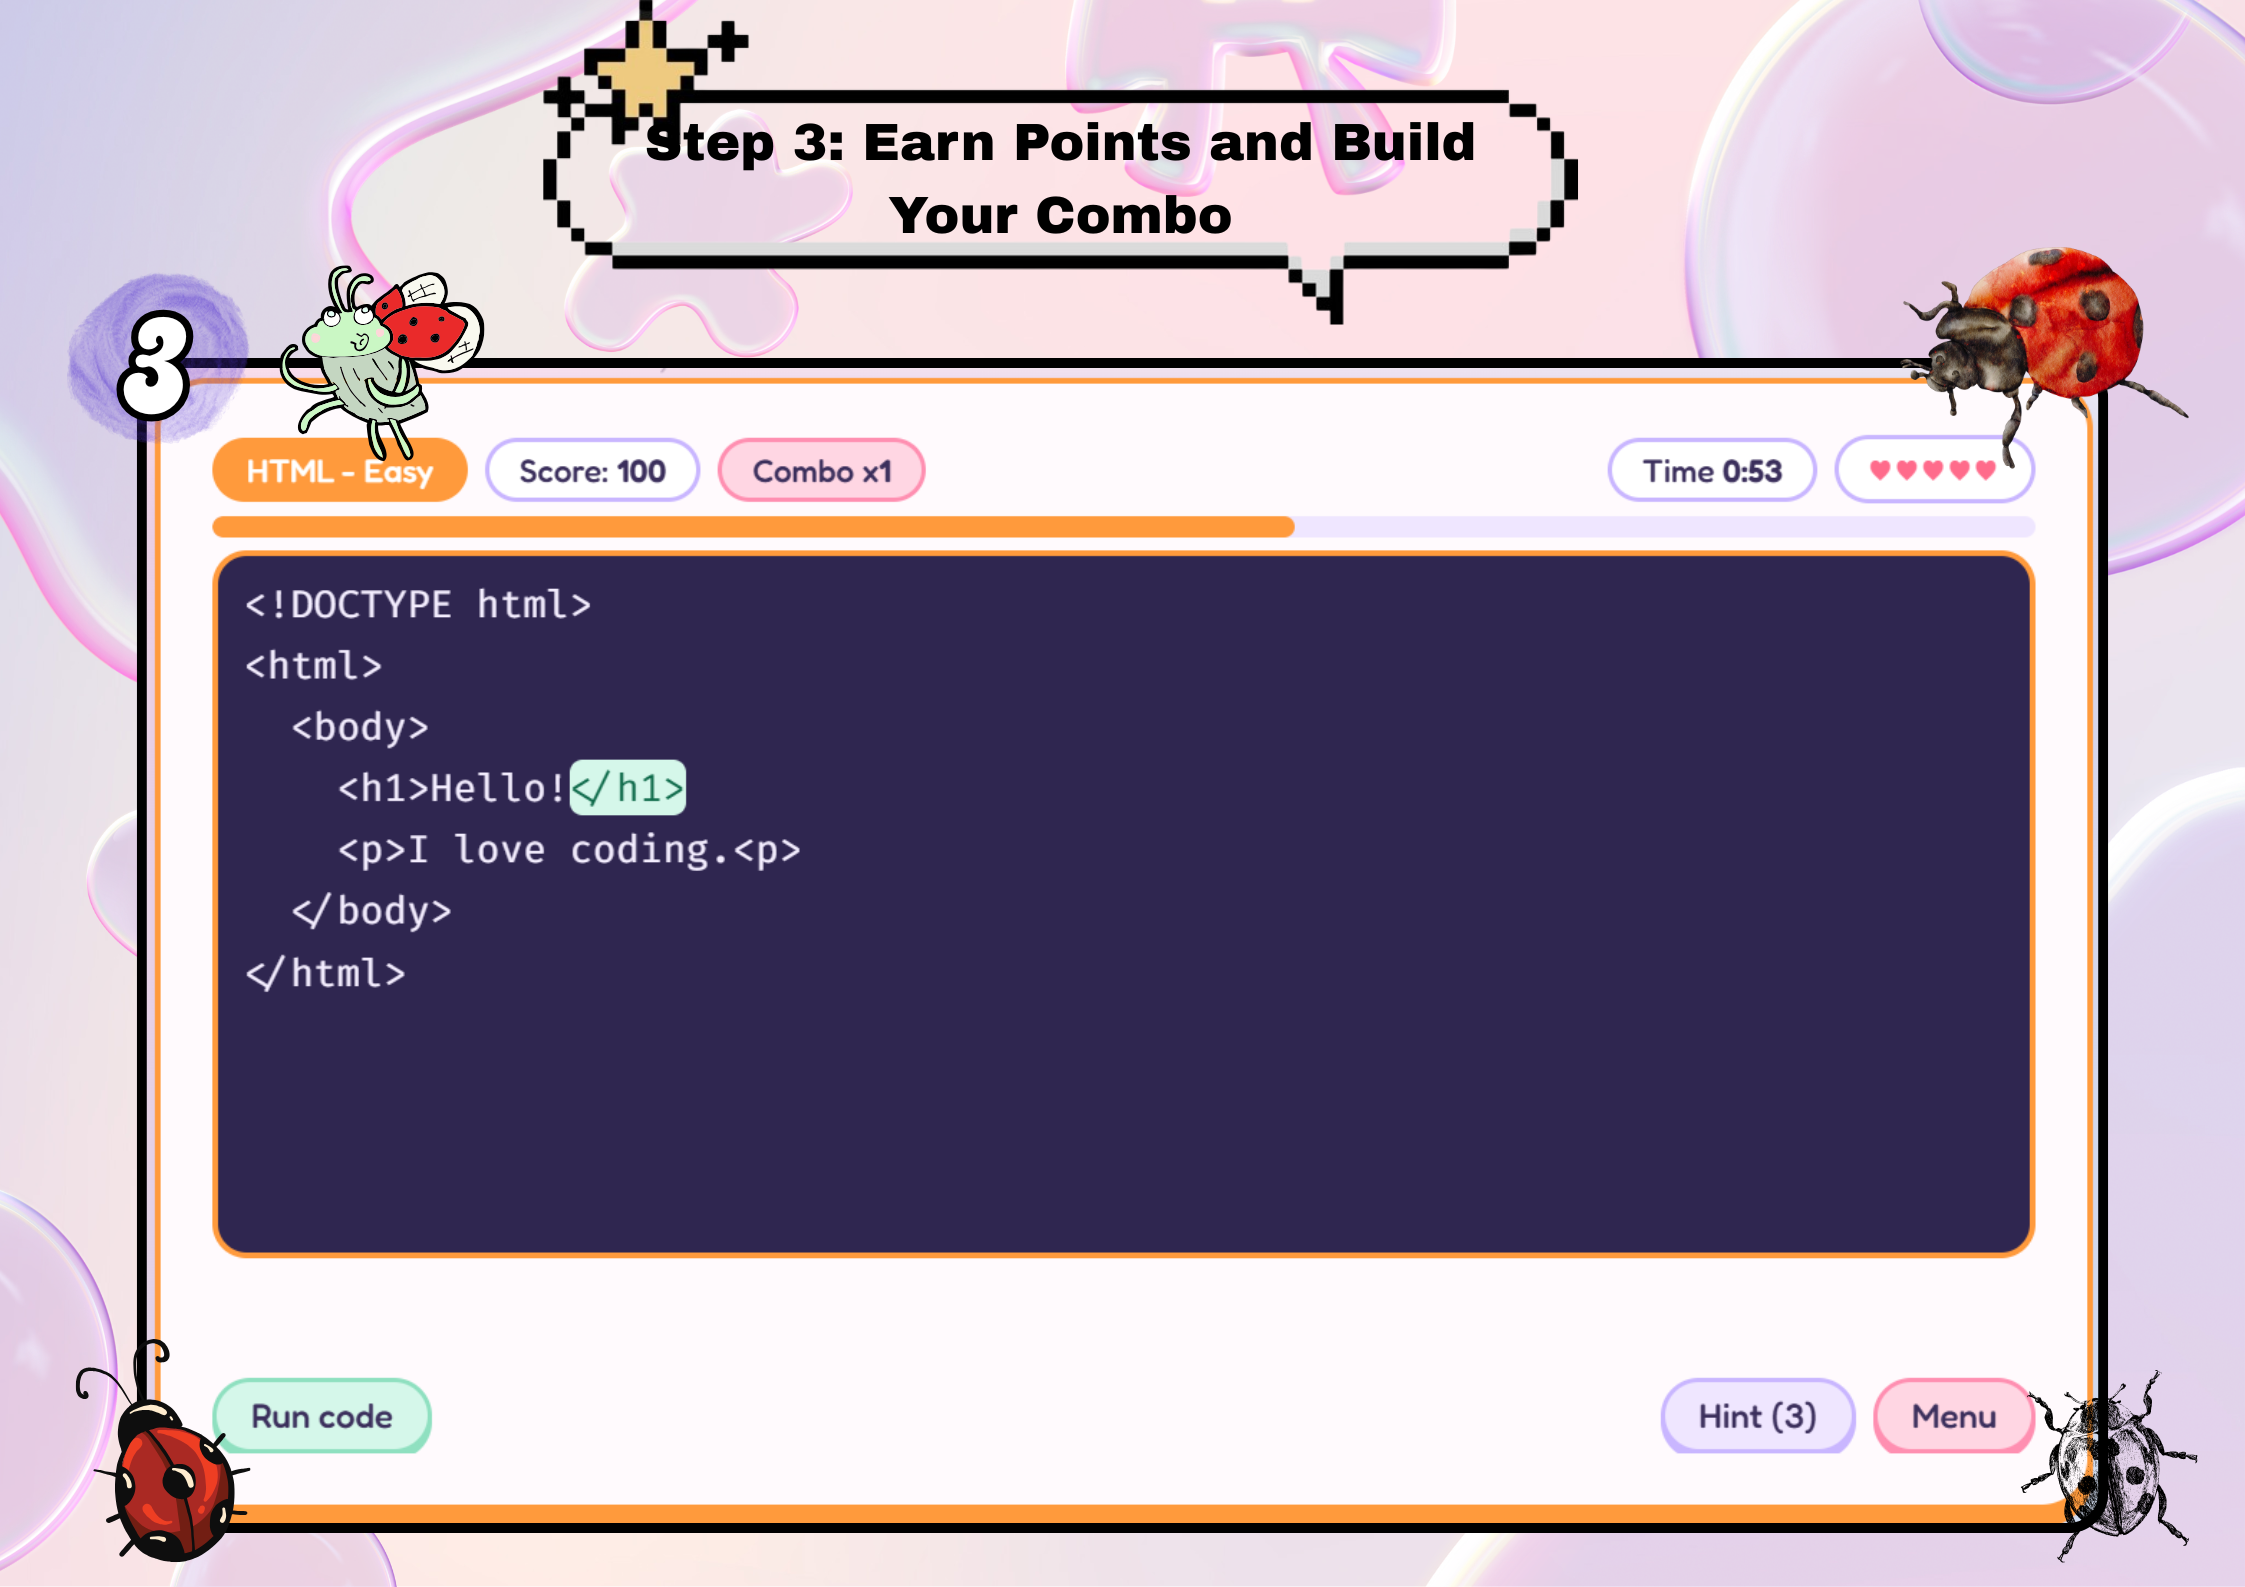 Step 3: Earn Points and Build
Your Combo
3
HTML - Easy
Score: 100
Combo x1
Time 0:53
<!DOCTYPE html>
<html>
  <body>
    <h1>Hello!</h1>
    <p>I love coding.<p>
  </body>
</html>
Run code
Hint (3)
Menu